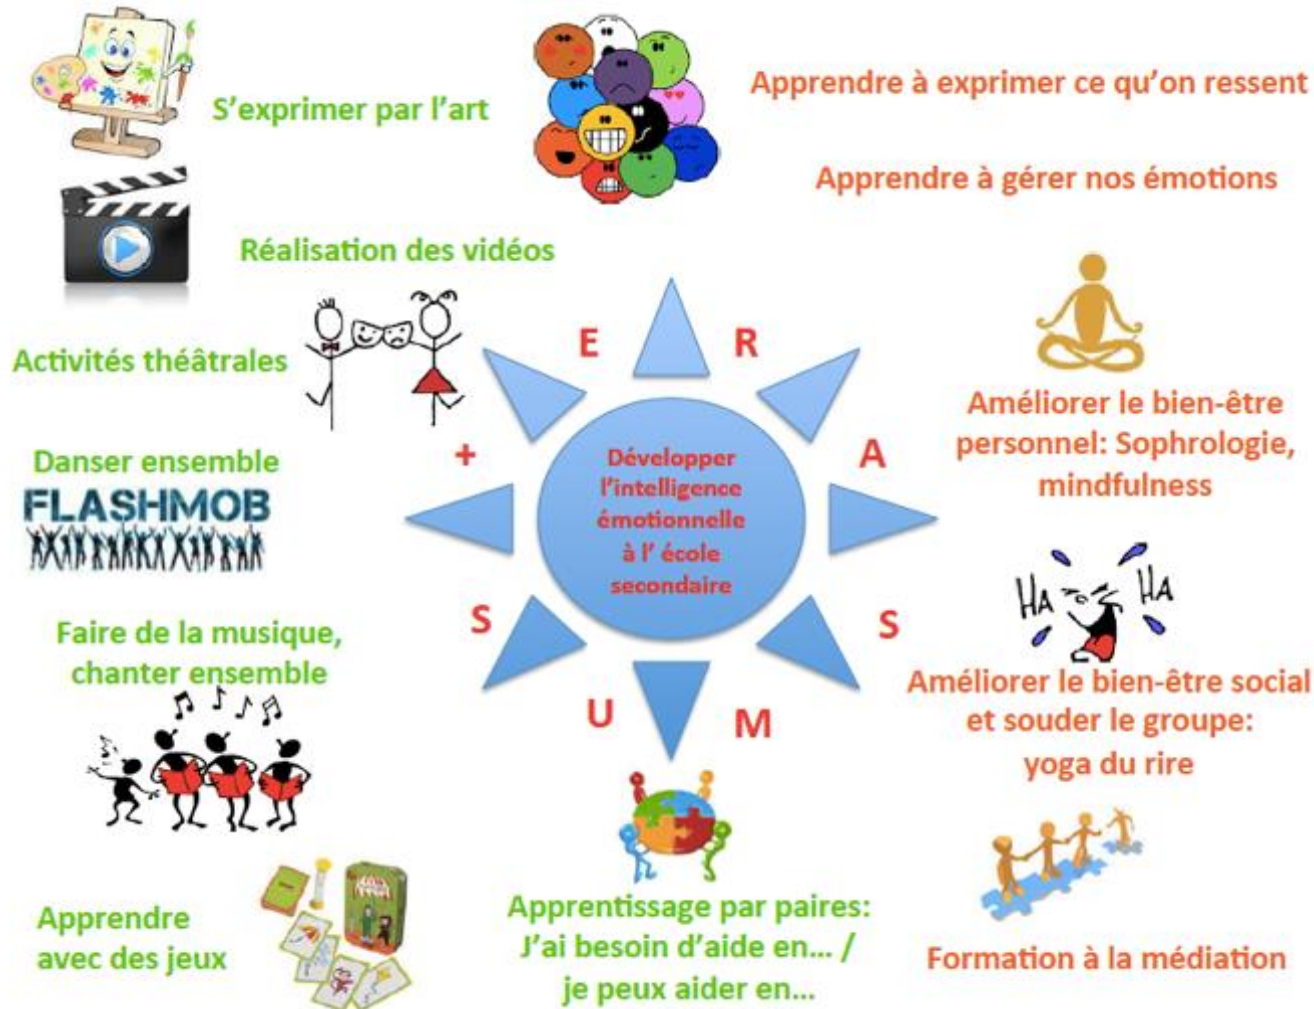 S'exprimer par l'art
Apprendre à exprimer ce qu'on ressent
Apprendre à gérer nos émotions
Réalisation des vidéos
Activités théâtrales
E
R
A
S
M
U
S
+
Développer
l'intelligence
émotionnelle
à l' école
secondaire
Améliorer le bien-être
personnel: Sophrologie,
mindfulness
Danser ensemble
FLASHMOB
HA
HA
Faire de la musique,
chanter ensemble
Améliorer le bien-être social
et souder le groupe:
yoga du rire
Apprendre
avec des jeux
Apprentissage par paires:
J'ai besoin d'aide en... /
je peux aider en...
Formation à la médiation